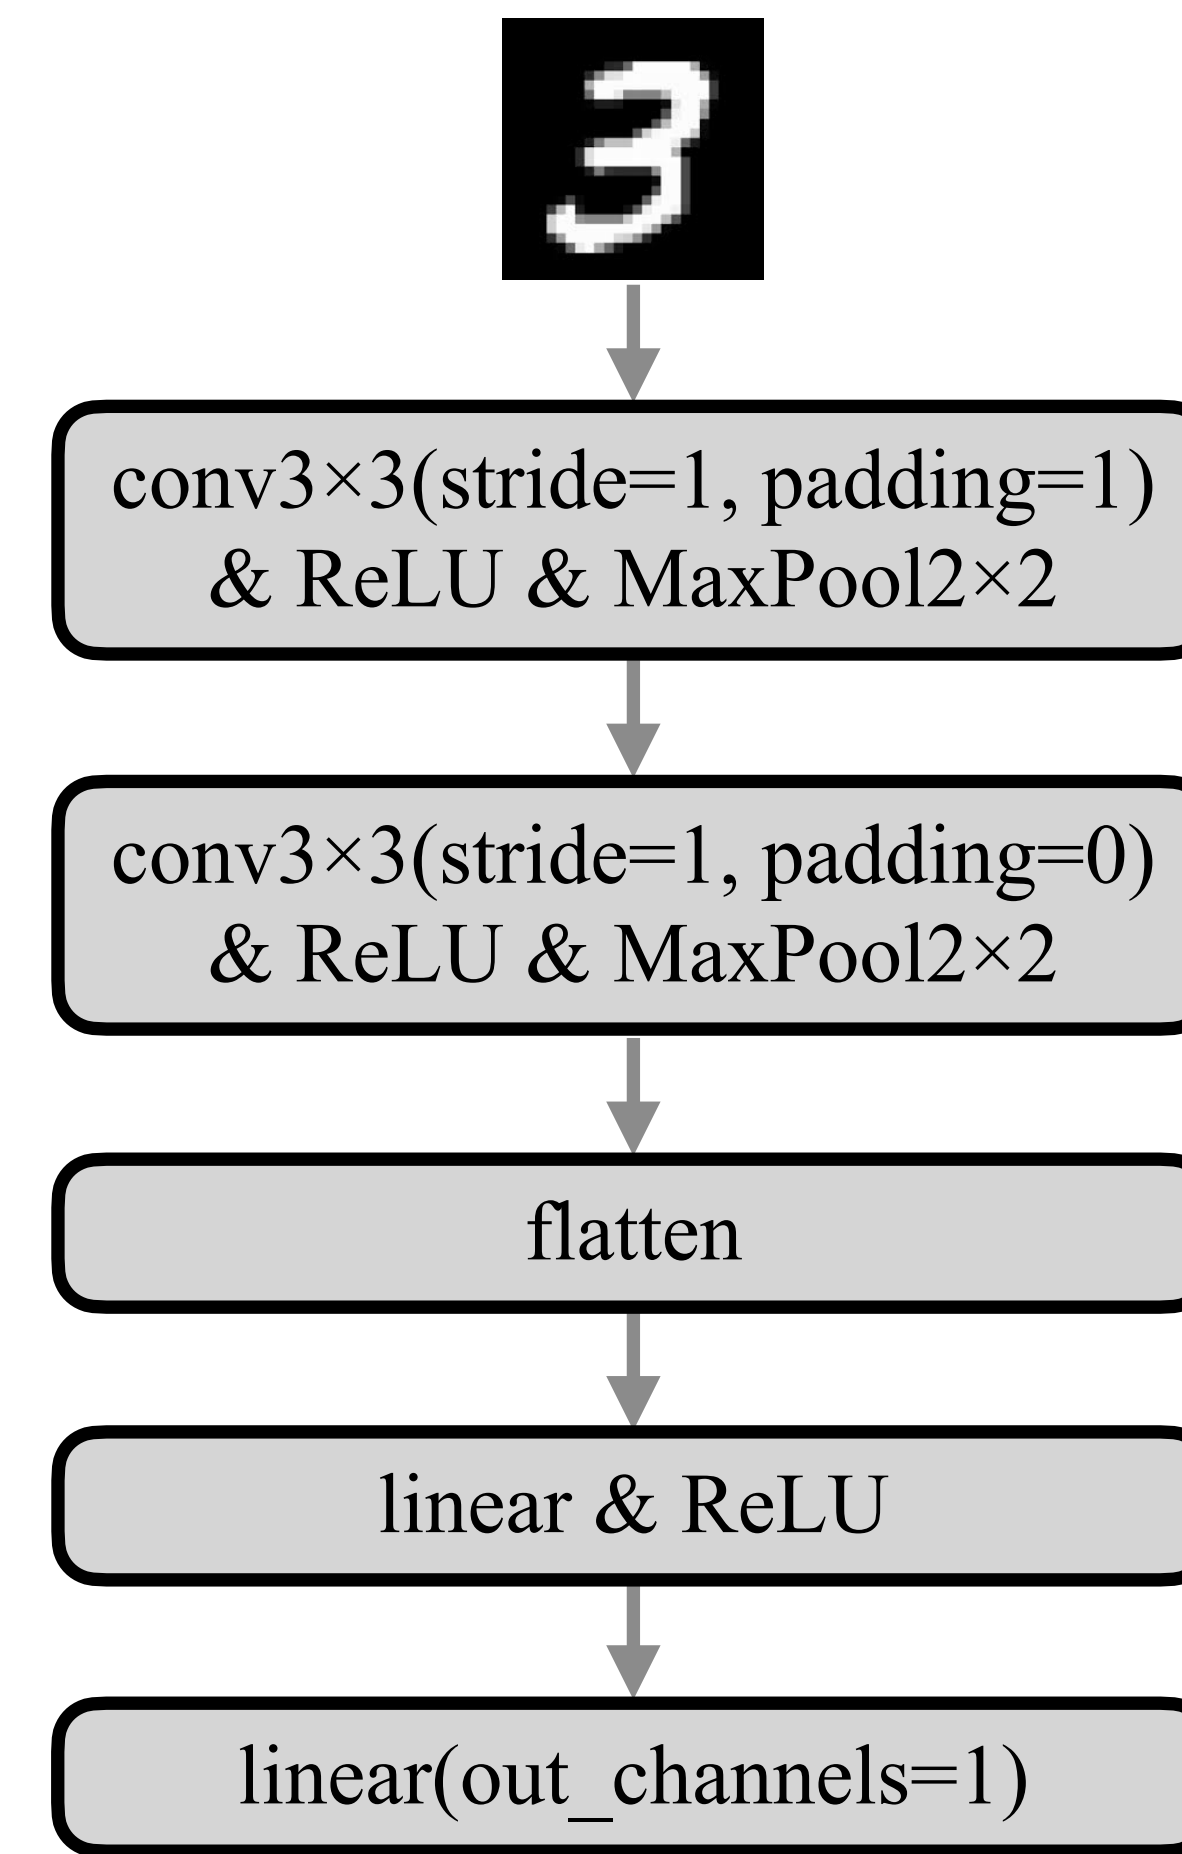 3
conv3×3(stride=1, padding=1)
& ReLU & MaxPool2×2
conv3×3(stride=1, padding=0)
& ReLU & MaxPool2×2
flatten
linear & ReLU
linear(out_channels=1)